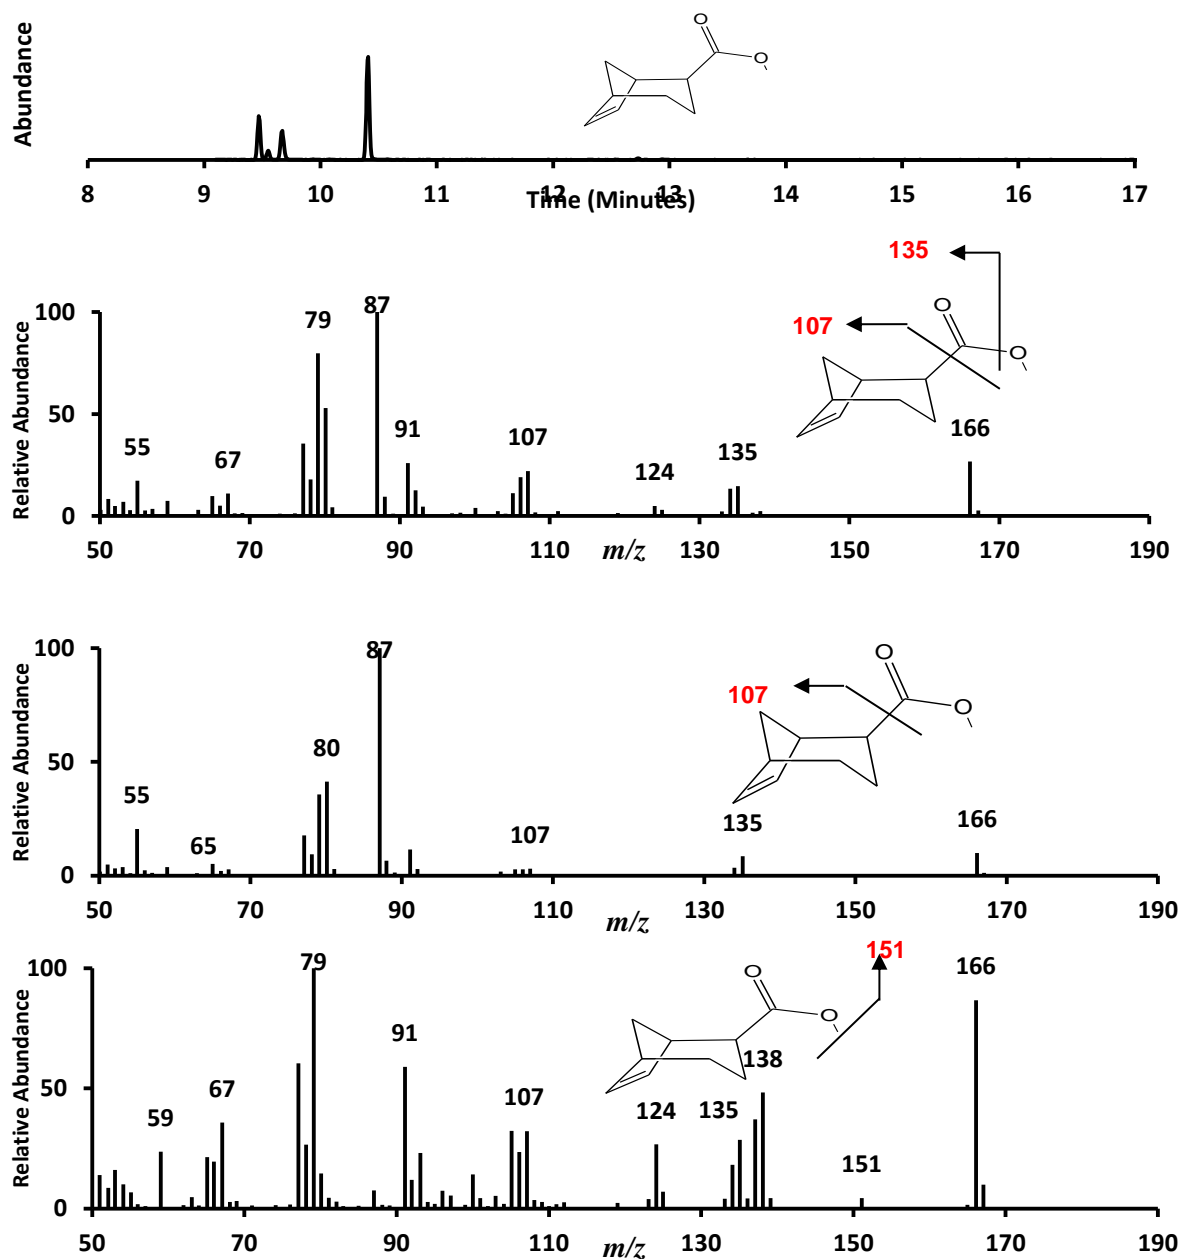 Abundance
O
O
8 9 10 11 12 13 14 15 16 17
Time (Minutes)
135
107
O
O
Relative Abundance
100
50
0
55
67
79
87
91
107
124
135
166
50 70 90 110 130 150 170 190
m/z
107
O
O
Relative Abundance
100
50
0
55
65
80
87
107
135
166
50 70 90 110 130 150 170 190
m/z
151
O
O
Relative Abundance
100
50
0
59
67
79
91
107
124
135
138
151
166
50 70 90 110 130 150 170 190
m/z